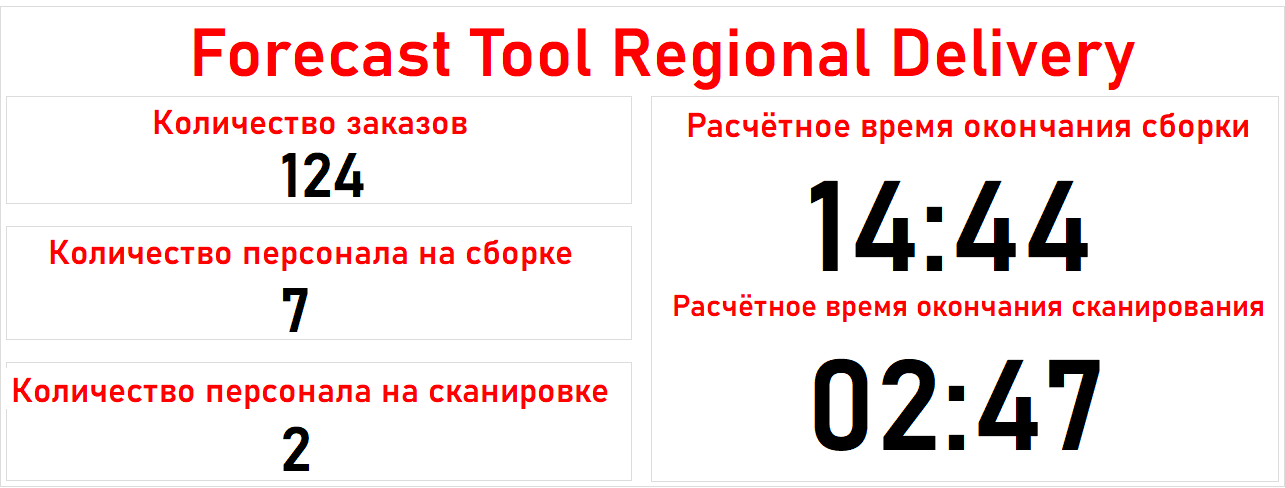 Forecast Tool Regional Delivery
Количество заказов
124
Количество персонала на сборке
7
Количество персонала на сканировке
2
Расчётное время окончания сборки
14:44
Расчётное время окончания сканирования
02:47